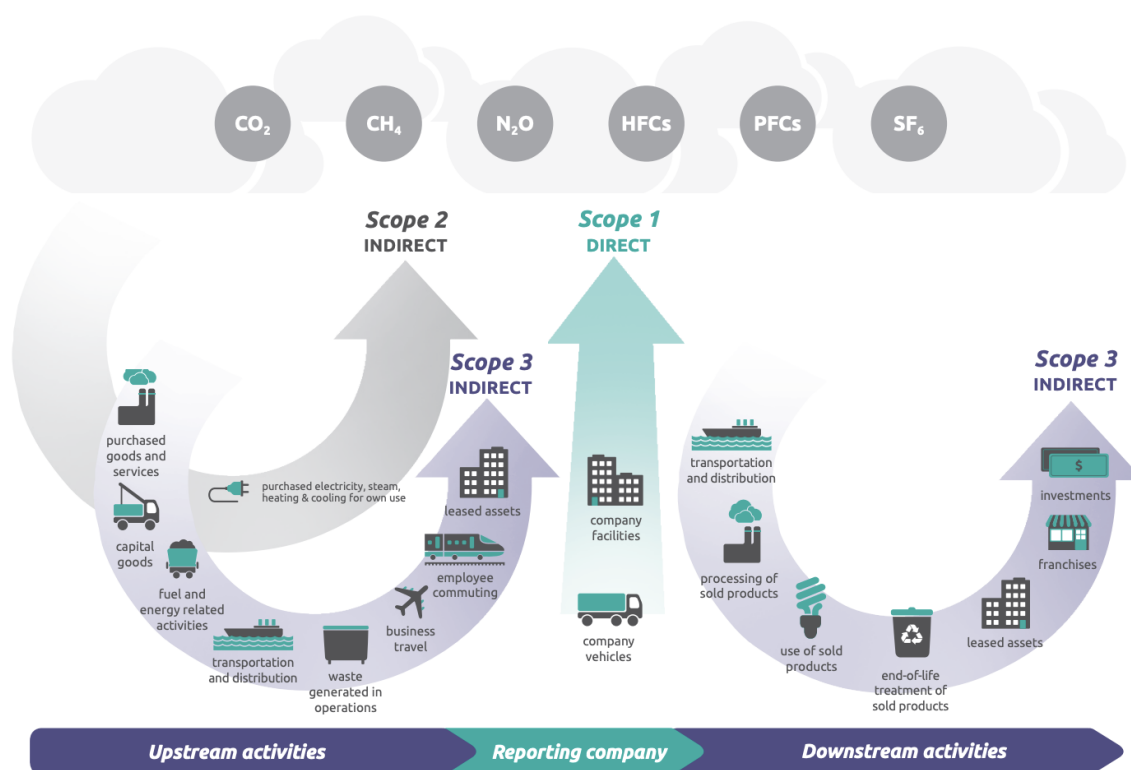 CO₂
CH₄
N₂O
HFCs
PFCs
SF₆
Scope 2
INDIRECT
Scope 1
DIRECT
Scope 3
INDIRECT
Scope 3
INDIRECT
purchased
goods and
services
capital
goods
fuel and
energy related
activities
transportation
and distribution
waste
generated in
operations
business
travel
employee
commuting
leased assets
purchased electricity, steam,
heating & cooling for own use
company
facilities
company
vehicles
transportation
and distribution
processing of
sold products
use of sold
products
end-of-life
treatment of
sold products
leased assets
franchises
$
investments
Upstream activities
Reporting company
Downstream activities